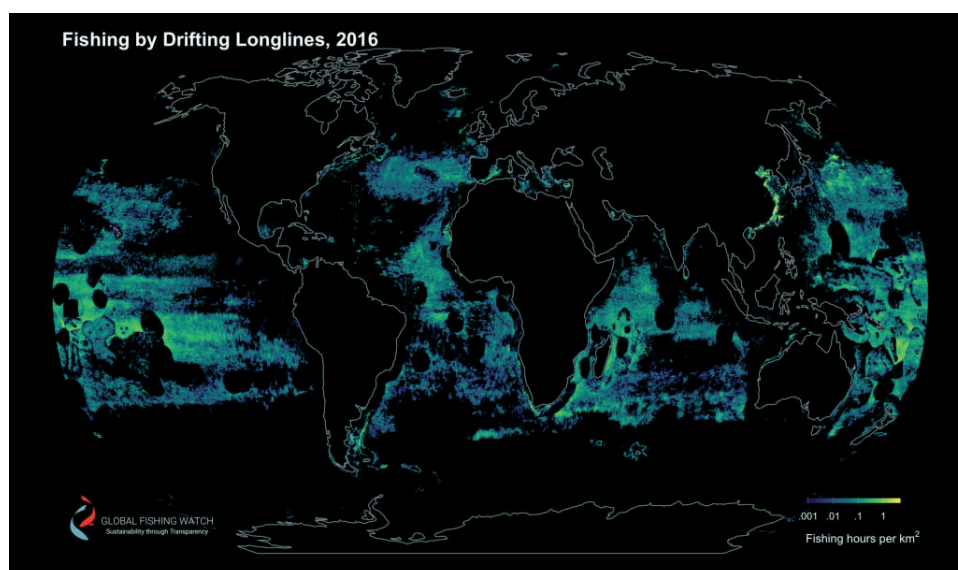 Fishing by Drifting Longlines, 2016
GLOBAL FISHING WATCH
Sustainability through Transparency
.001 .01 .1 1
Fishing hours per km²